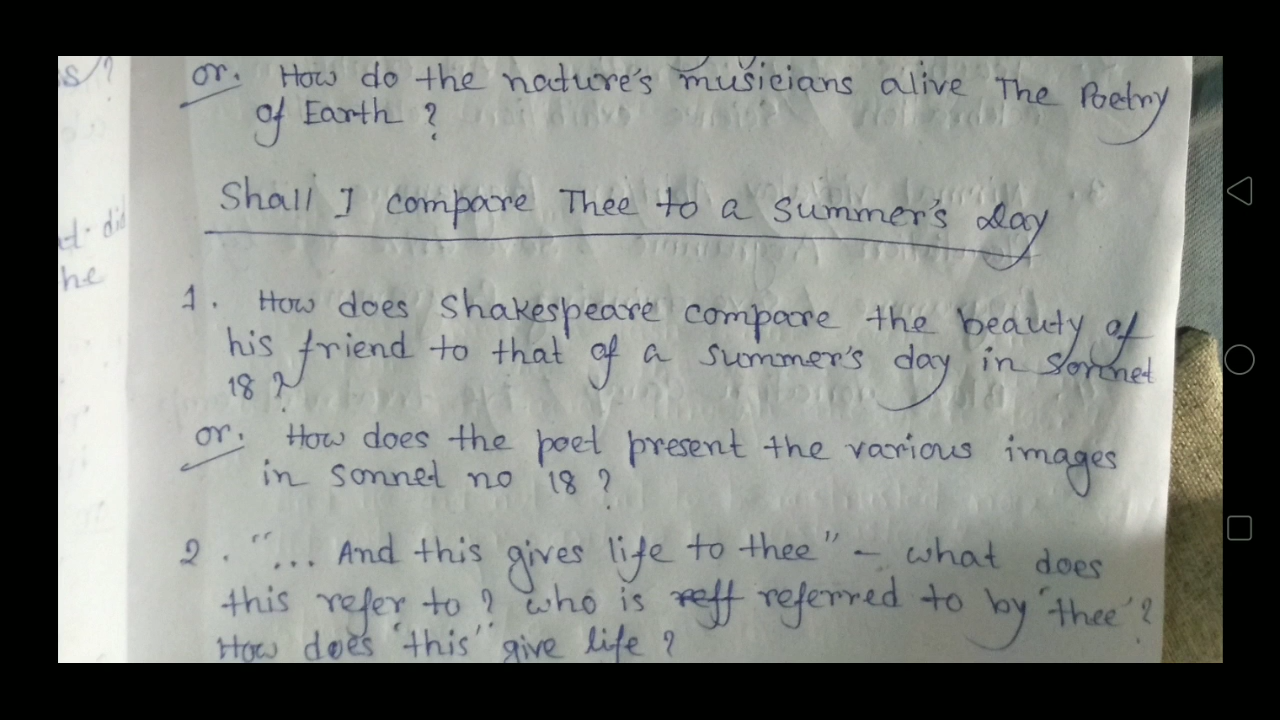 s/?
or. How do the nature's musicians alive The Poetry
of Earth ?
Shall I compare Thee to a summer's day
d. did
he
1. How does Shakespeare compare the beauty of
his friend to that of a summer's day in Sonnet
18 ?
or. How does the poet present the various images
in sonnet no 18 ?
2. "... And this gives life to thee" – what does
this refer to ? who is reff referred to by 'thee' ?
How does "this" give life ?